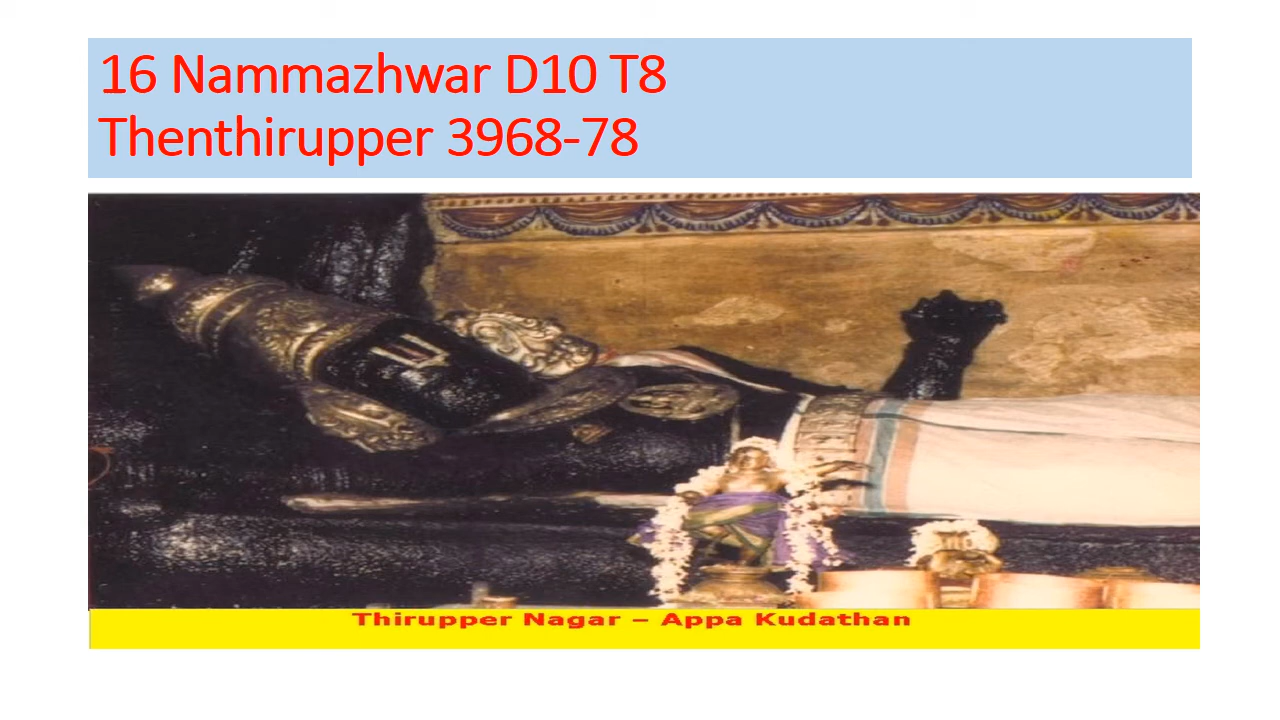 16 Nammazhwar D10 T8
Thenthirupper 3968-78
Thirupper Nagar – Appa Kudathan